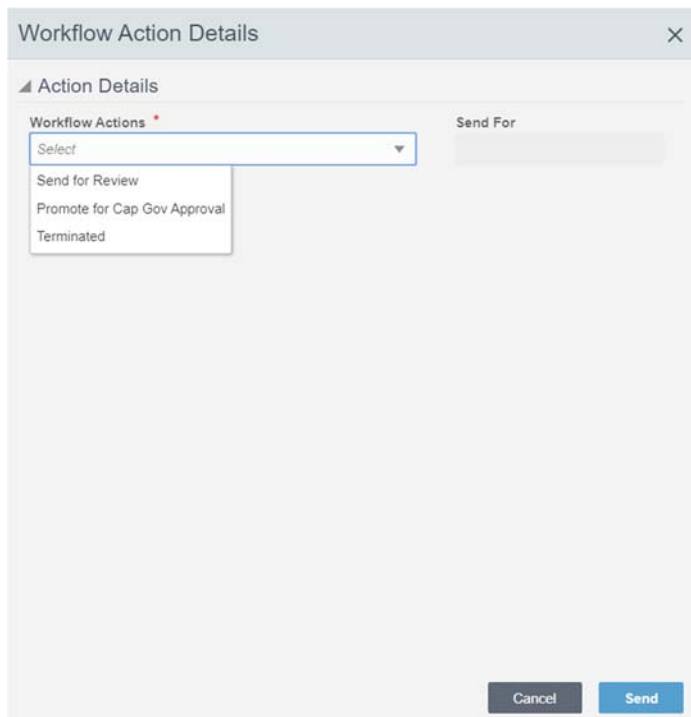 Workflow Action Details
Action Details
Workflow Actions * Send For
Select
Send for Review
Promote for Cap Gov Approval
Terminated
Cancel Send